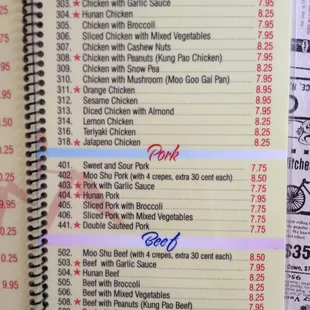 303. ★ Chicken with Garlic Sauce 7.95
304. ★ Hunan Chicken 8.25
305. Chicken with Broccoli 7.95
306. Sliced Chicken with Mixed Vegetables 7.95
307. Chicken with Cashew Nuts 8.25
308. ★ Chicken with Peanuts (Kung Pao Chicken) 7.95
309. Chicken with Snow Pea 8.25
310. Chicken with Mushroom (Moo Goo Gai Pan) 7.95
311. ★ Orange Chicken 8.25
312. Sesame Chicken 8.25
313. Diced Chicken with Almond 7.95
314. Lemon Chicken 8.25
316. Teriyaki Chicken 8.25
318. ★ Jalapeno Chicken 8.25
Pork
401. Sweet and Sour Pork 7.75
402. Moo Shu Pork (with 4 crepes, extra 30 cent each) 8.50
403. ★ Pork with Garlic Sauce 7.75
404. ★ Hunan Pork 7.75
405. Sliced Pork with Broccoli 7.75
406. Sliced Pork with Mixed Vegetables 7.75
441. ★ Double Sauteed Pork 7.75
Beef
502. Moo Shu Beef (with 4 crepes, extra 30 cent each) 8.50
503. ★ Beef with Garlic Sauce 7.95
504. ★ Hunan Beef 8.25
505. Beef with Broccoli 8.25
506. Beef with Mixed Vegetables 8.25
508. ★ Beef with Peanuts (Kung Pao Beef) 7.95
$35